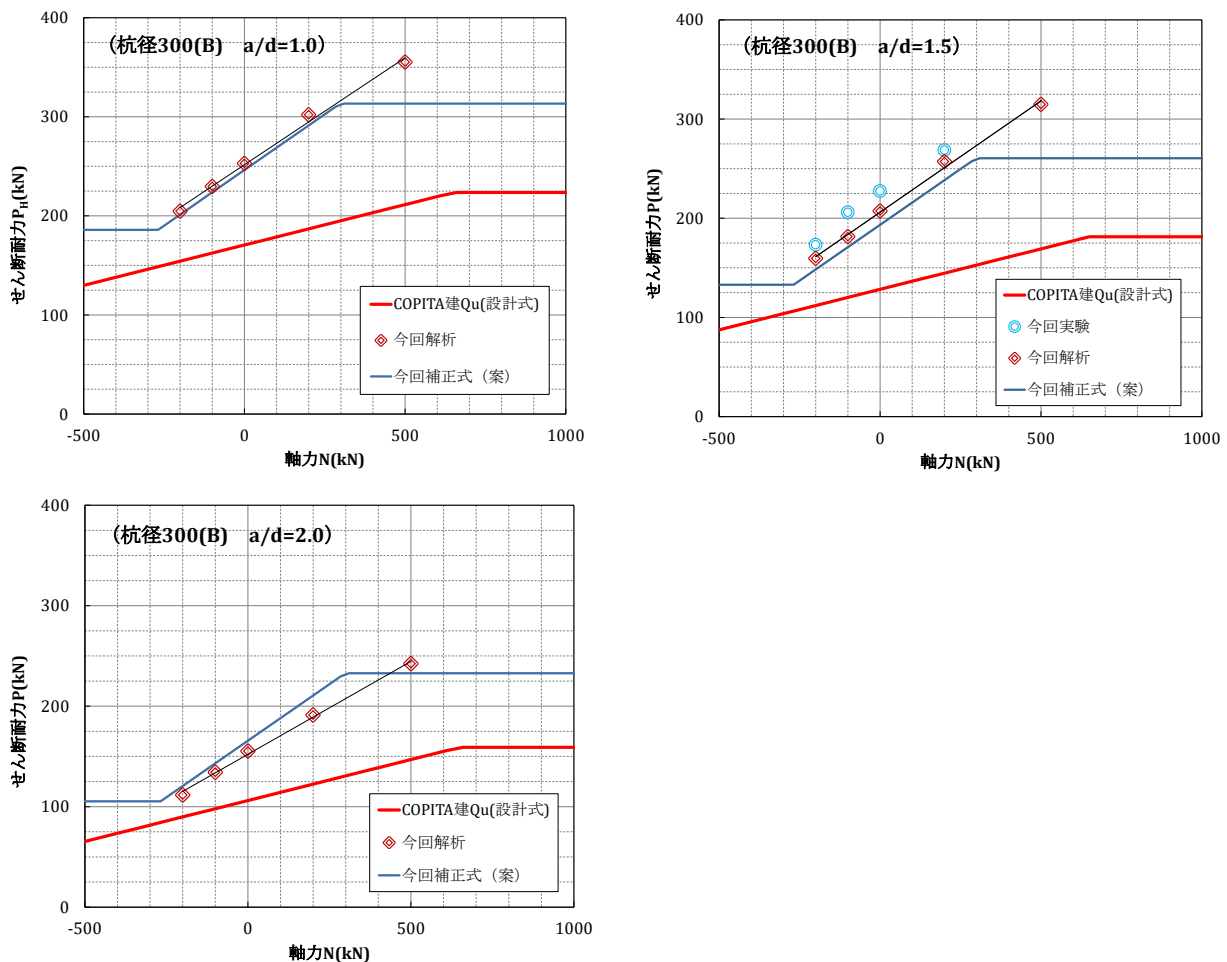 (杭径300(B) a/d=1.0)
せん断耐力P_H(kN)
400
300
200
100
0
-500 0 500 1000
軸力N(kN)
COPITA建Qu(設計式)
今回解析
今回補正式（案）
(杭径300(B) a/d=1.5)
せん断耐力P(kN)
400
300
200
100
0
-500 0 500 1000
軸力N(kN)
COPITA建Qu(設計式)
今回実験
今回解析
今回補正式（案）
(杭径300(B) a/d=2.0)
せん断耐力P(kN)
400
300
200
100
0
-500 0 500 1000
軸力N(kN)
COPITA建Qu(設計式)
今回解析
今回補正式（案）